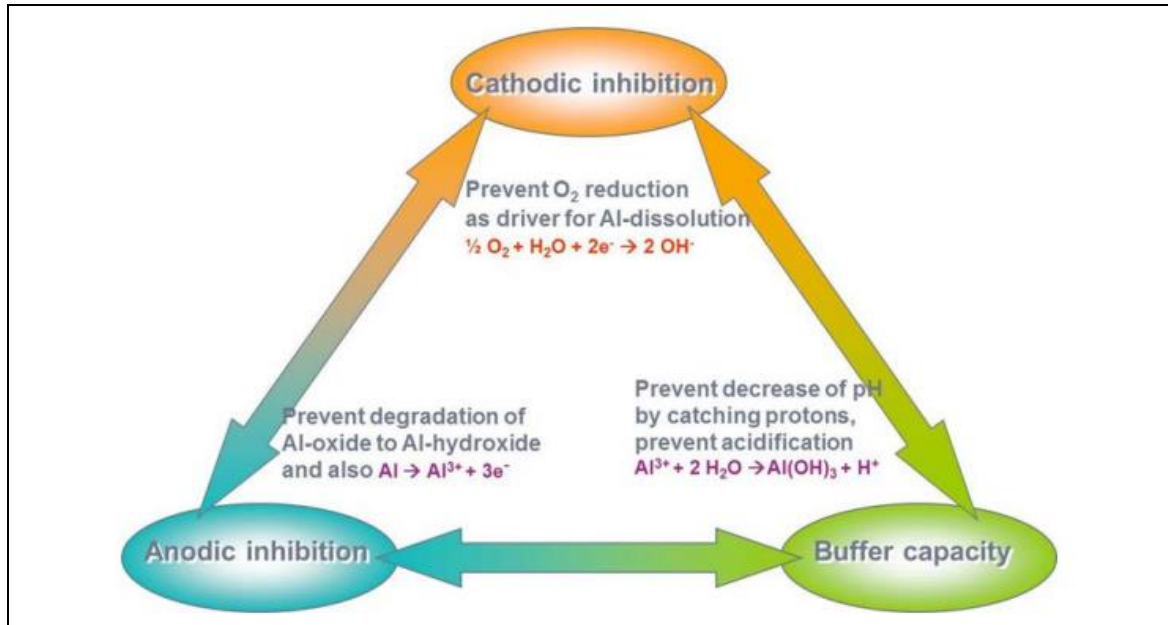 Cathodic inhibition
Prevent O₂ reduction
as driver for Al-dissolution
½ O₂ + H₂O + 2e⁻ → 2 OH⁻
Prevent degradation of
Al-oxide to Al-hydroxide
and also Al → Al³⁺ + 3e⁻
Prevent decrease of pH
by catching protons,
prevent acidification
Al³⁺ + 2 H₂O →Al(OH)₃ + H⁺
Anodic inhibition
Buffer capacity